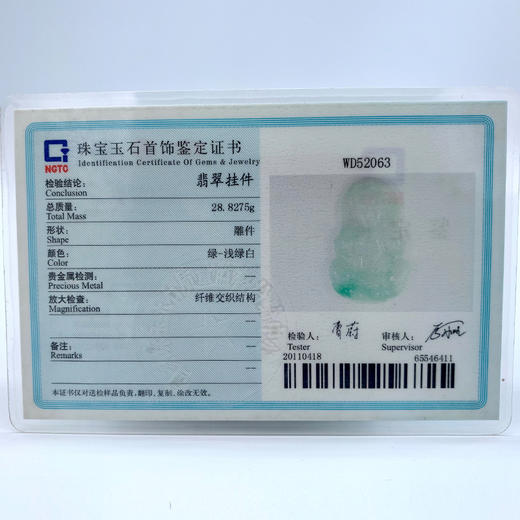 NGTC
珠宝玉石首饰鉴定证书
Identification Certificate Of Gems & Jewelry
检验结论： 翡翠挂件
Conclusion
总质量： 28.8275g
Total Mass
形状： 雕件
Shape
颜色： 绿-浅绿白
Color
贵金属检测： --
Precious Metal
放大检查： 纤维交织结构
Magnification
--
备注： --
Remarks
本证书仅对送检样品负责，翻印、复制、涂改无效。
WD52063
检验人： 审核人：
Tester Supervisor
20110418 65546411